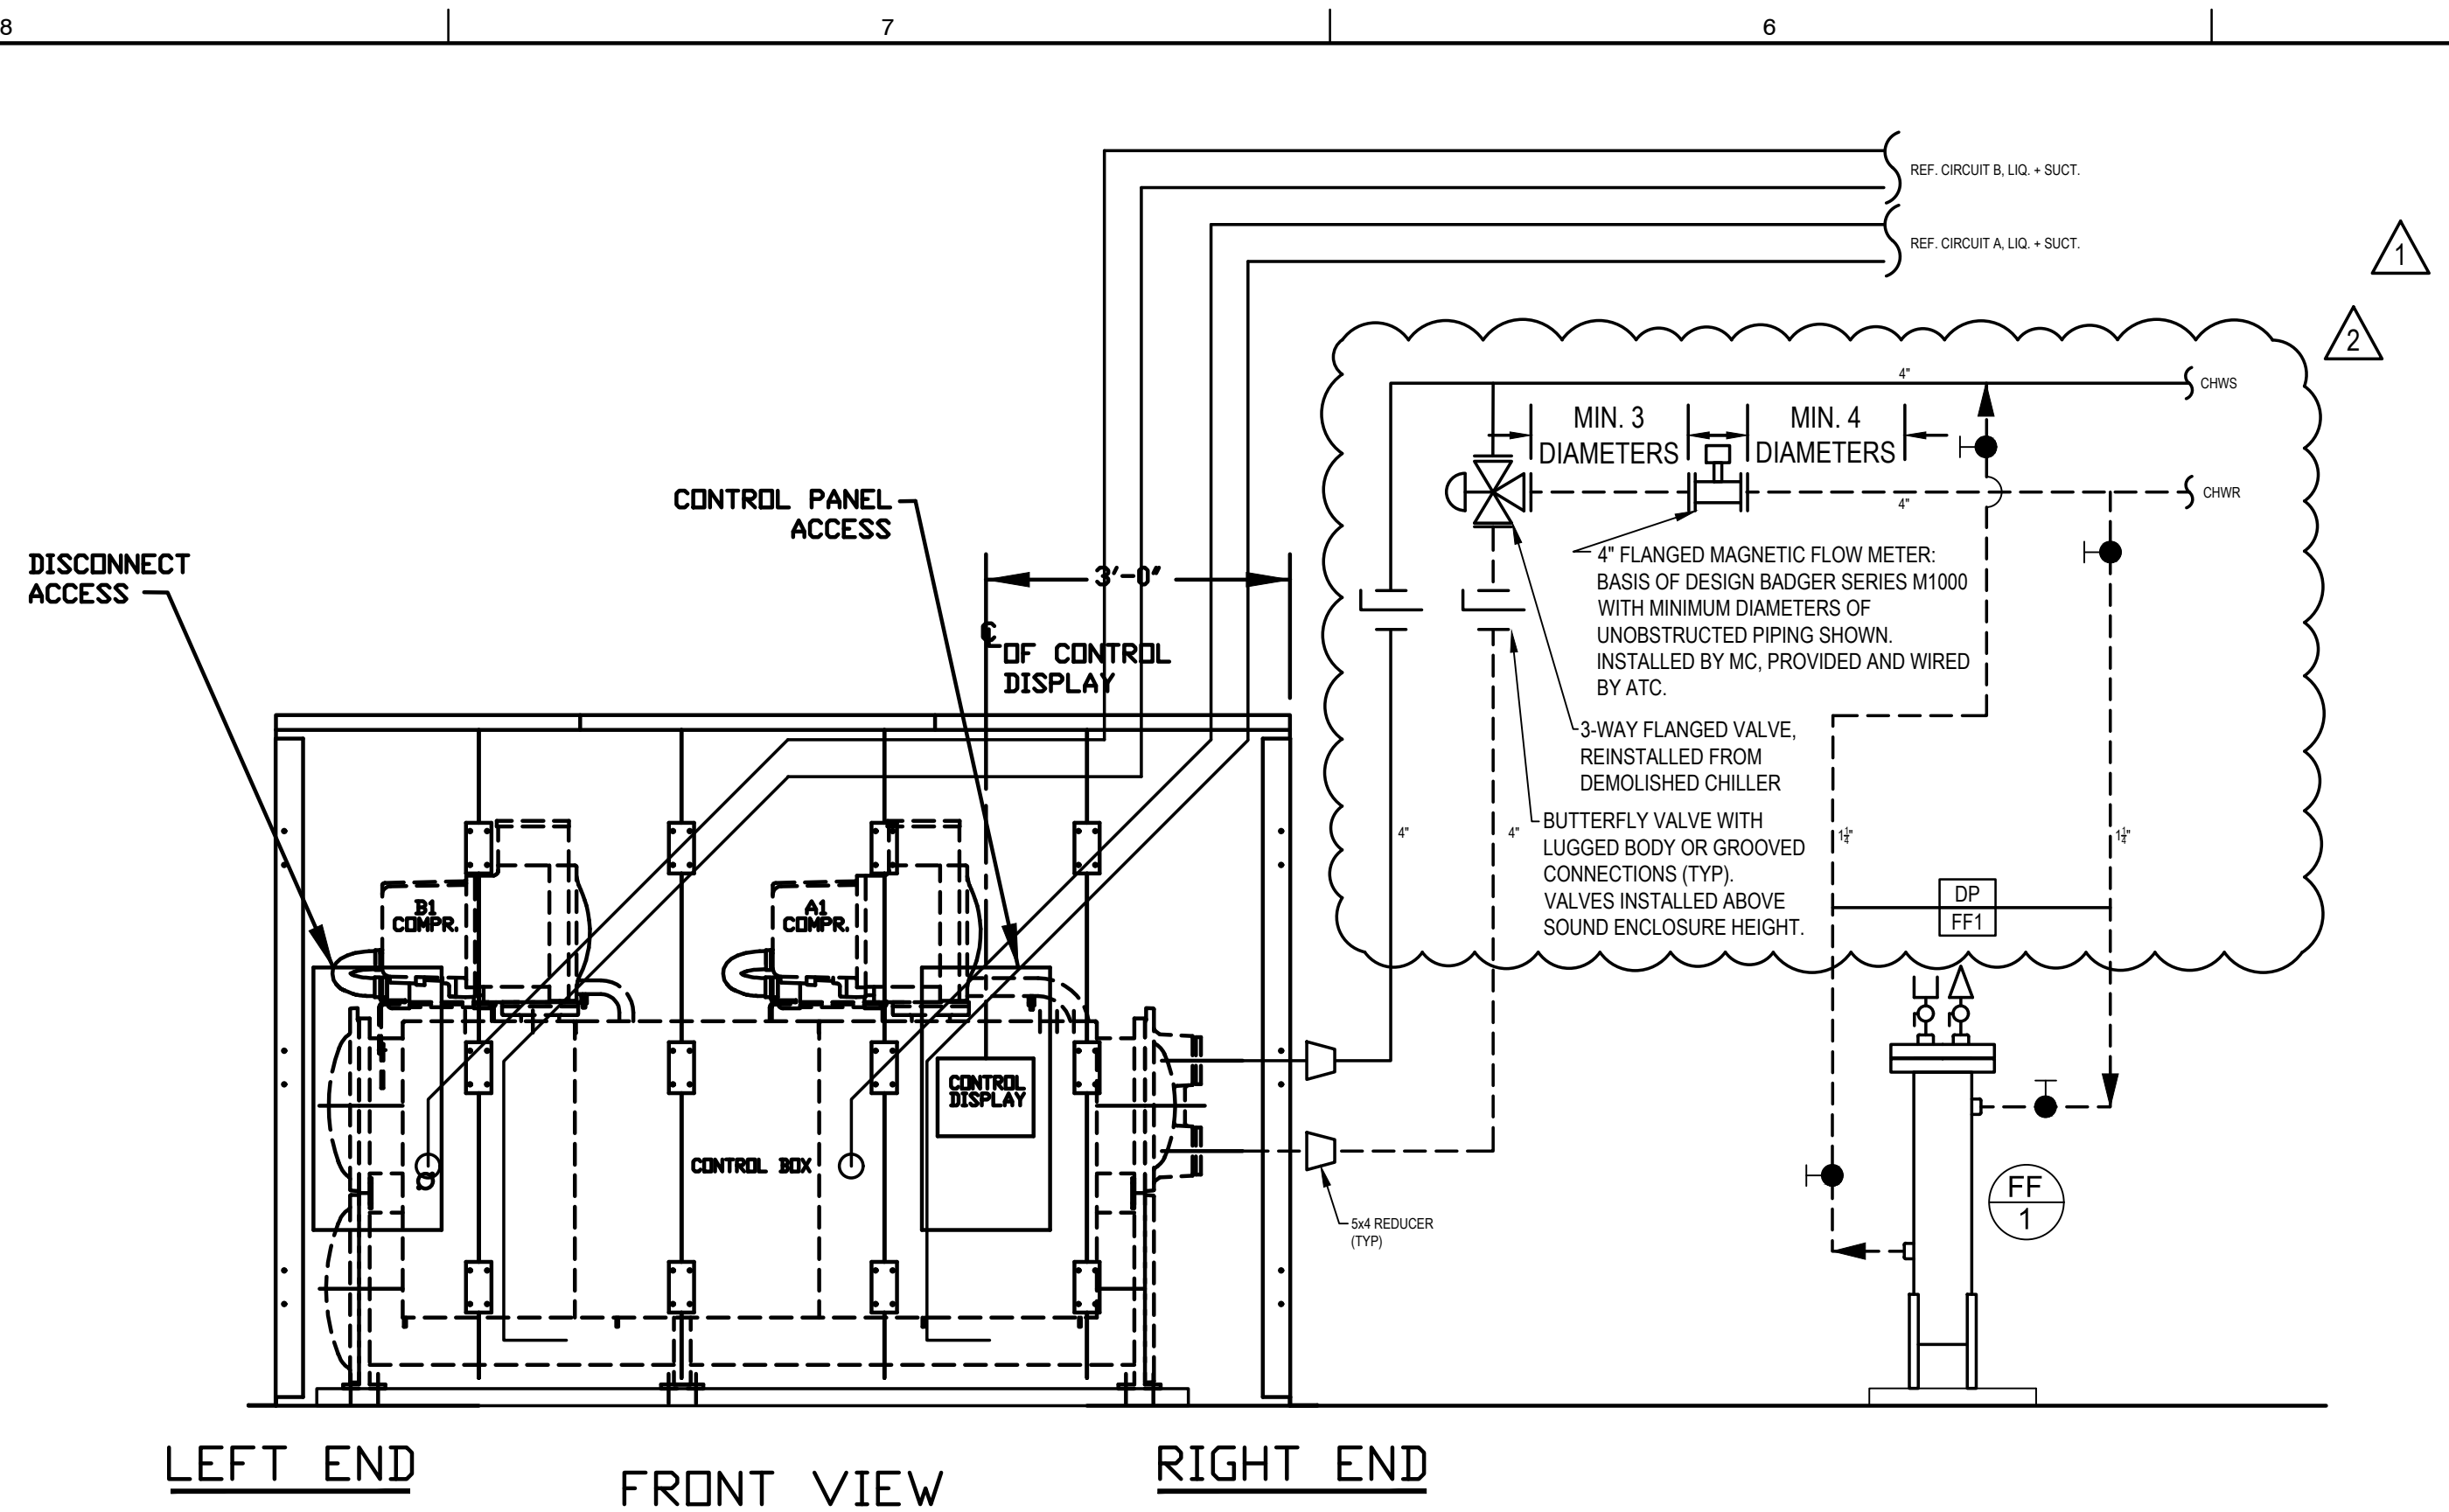 8
7
6
REF. CIRCUIT B, LIQ. + SUCT.
REF. CIRCUIT A, LIQ. + SUCT.
1
2
4"
CHWS
MIN. 3
DIAMETERS
MIN. 4
DIAMETERS
4"
CHWR
CONTROL PANEL
ACCESS
DISCONNECT
ACCESS
3'-0"
℄
OF CONTROL
DISPLAY
4" FLANGED MAGNETIC FLOW METER:
BASIS OF DESIGN BADGER SERIES M1000
WITH MINIMUM DIAMETERS OF
UNOBSTRUCTED PIPING SHOWN.
INSTALLED BY MC, PROVIDED AND WIRED
BY ATC.
3-WAY FLANGED VALVE,
REINSTALLED FROM
DEMOLISHED CHILLER
BUTTERFLY VALVE WITH
LUGGED BODY OR GROOVED
CONNECTIONS (TYP).
VALVES INSTALLED ABOVE
SOUND ENCLOSURE HEIGHT.
4"
4"
1¼"
1¼"
DP
FF1
B1
COMPR.
A1
COMPR.
CONTROL
DISPLAY
CONTROL BOX
5x4 REDUCER
(TYP)
FF
1
LEFT END
FRONT VIEW
RIGHT END